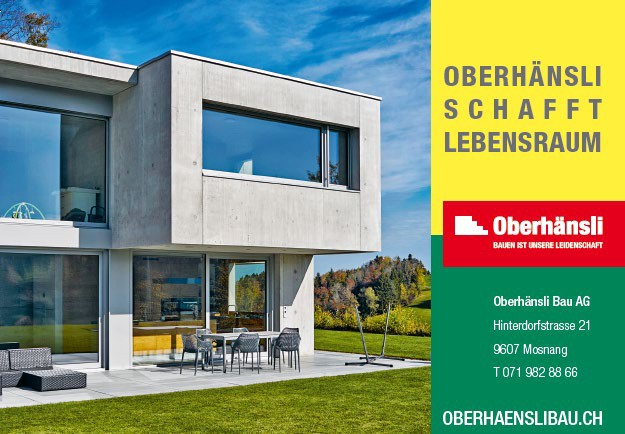 OBERHÄNSLI
SCHAFFT
LEBENSRAUM
Oberhänsli
BAUEN IST UNSERE LEIDENSCHAFT
Oberhänsli Bau AG
Hinterdorfstrasse 21
9607 Mosnang
T 071 982 88 66
OBERHAENSLIBAU.CH